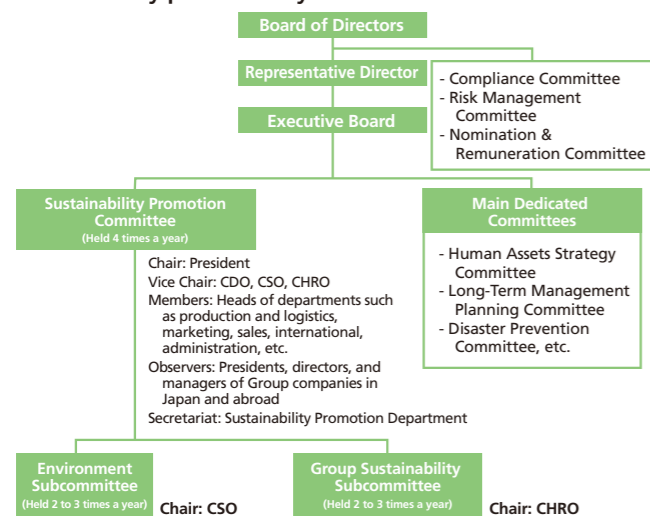 Board of Directors
Representative Director
Executive Board
- Compliance Committee
- Risk Management
Committee
- Nomination &
Remuneration Committee
Sustainability Promotion
Committee
(Held 4 times a year)
Chair: President
Vice Chair: CDO, CSO, CHRO
Members: Heads of departments such
as production and logistics,
marketing, sales, international,
administration, etc.
Observers: Presidents, directors, and
managers of Group companies in
Japan and abroad
Secretariat: Sustainability Promotion Department
Main Dedicated
Committees
- Human Assets Strategy
Committee
- Long-Term Management
Planning Committee
- Disaster Prevention
Committee, etc.
Environment
Subcommittee
(Held 2 to 3 times a year)
Chair: CSO
Group Sustainability
Subcommittee
(Held 2 to 3 times a year)
Chair: CHRO